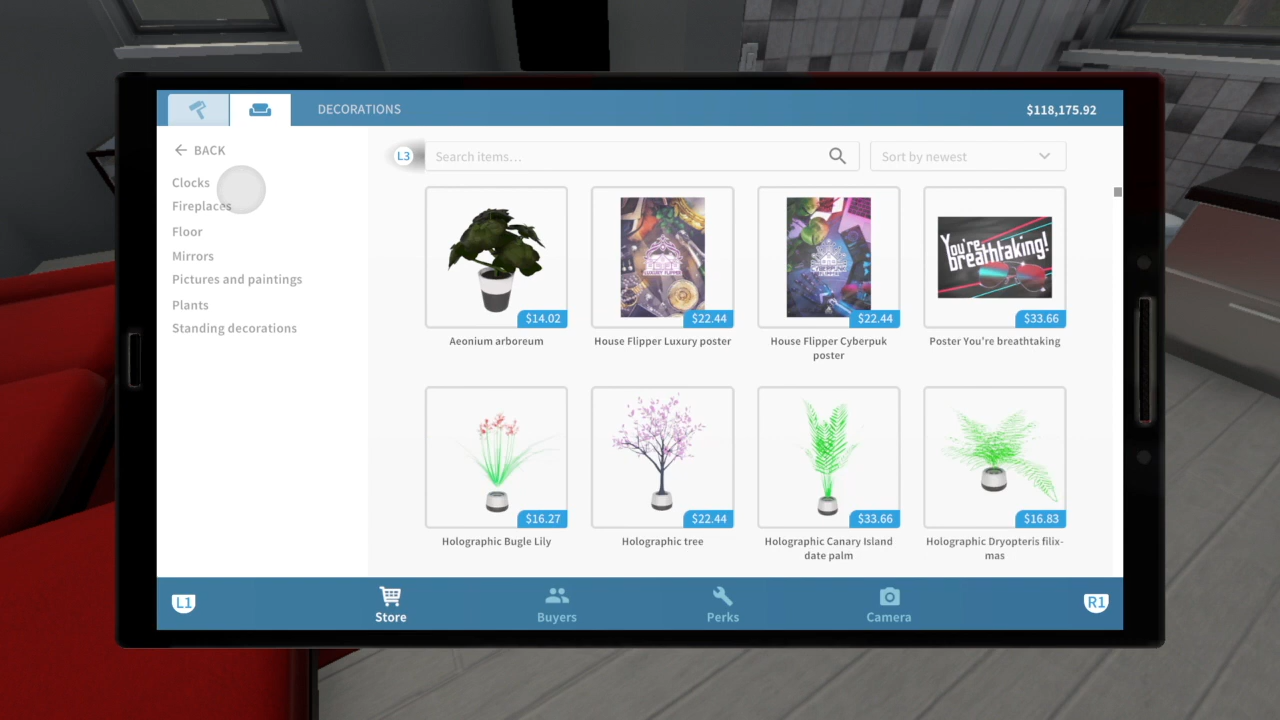 DECORATIONS
$118,175.92
BACK
L3
Search items...
Sort by newest
Clocks
Fireplaces
Floor
Mirrors
Pictures and paintings
Plants
Standing decorations
$14.02
$22.44
LUXURY FLIPPER
$22.44
You're
breathtaking!
$33.66
Aeonium arboreum
House Flipper Luxury poster
House Flipper Cyberpuk
poster
Poster You're breathtaking
$16.27
$22.44
$33.66
$16.83
Holographic Bugle Lily
Holographic tree
Holographic Canary Island
date palm
Holographic Dryopteris filix-
mas
L1
Store
Buyers
Perks
Camera
R1